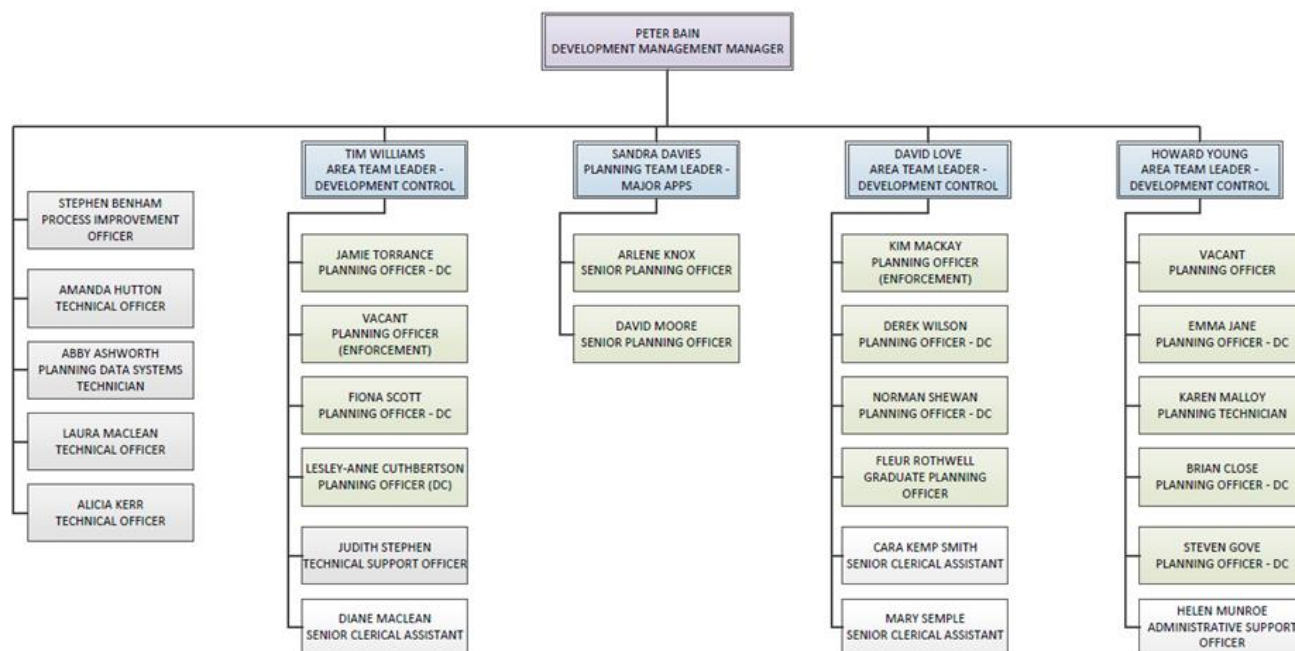 PETER BAIN
DEVELOPMENT MANAGEMENT MANAGER
STEPHEN BENHAM
PROCESS IMPROVEMENT
OFFICER
AMANDA HUTTON
TECHNICAL OFFICER
ABBY ASHWORTH
PLANNING DATA SYSTEMS
TECHNICIAN
LAURA MACLEAN
TECHNICAL OFFICER
ALICIA KERR
TECHNICAL OFFICER
TIM WILLIAMS
AREA TEAM LEADER -
DEVELOPMENT CONTROL
JAMIE TORRANCE
PLANNING OFFICER - DC
VACANT
PLANNING OFFICER
(ENFORCEMENT)
FIONA SCOTT
PLANNING OFFICER - DC
LESLEY-ANNE CUTHBERTSON
PLANNING OFFICER (DC)
JUDITH STEPHEN
TECHNICAL SUPPORT OFFICER
DIANE MACLEAN
SENIOR CLERICAL ASSISTANT
SANDRA DAVIES
PLANNING TEAM LEADER -
MAJOR APPS
ARLENE KNOX
SENIOR PLANNING OFFICER
DAVID MOORE
SENIOR PLANNING OFFICER
DAVID LOVE
AREA TEAM LEADER -
DEVELOPMENT CONTROL
KIM MACKAY
PLANNING OFFICER
(ENFORCEMENT)
DEREK WILSON
PLANNING OFFICER - DC
NORMAN SHEWAN
PLANNING OFFICER - DC
FLEUR ROTHWELL
GRADUATE PLANNING
OFFICER
CARA KEMP SMITH
SENIOR CLERICAL ASSISTANT
MARY SEMPLE
SENIOR CLERICAL ASSISTANT
HOWARD YOUNG
AREA TEAM LEADER -
DEVELOPMENT CONTROL
VACANT
PLANNING OFFICER
EMMA JANE
PLANNING OFFICER - DC
KAREN MALLOY
PLANNING TECHNICIAN
BRIAN CLOSE
PLANNING OFFICER - DC
STEVEN GOVE
PLANNING OFFICER - DC
HELEN MUNROE
ADMINISTRATIVE SUPPORT
OFFICER